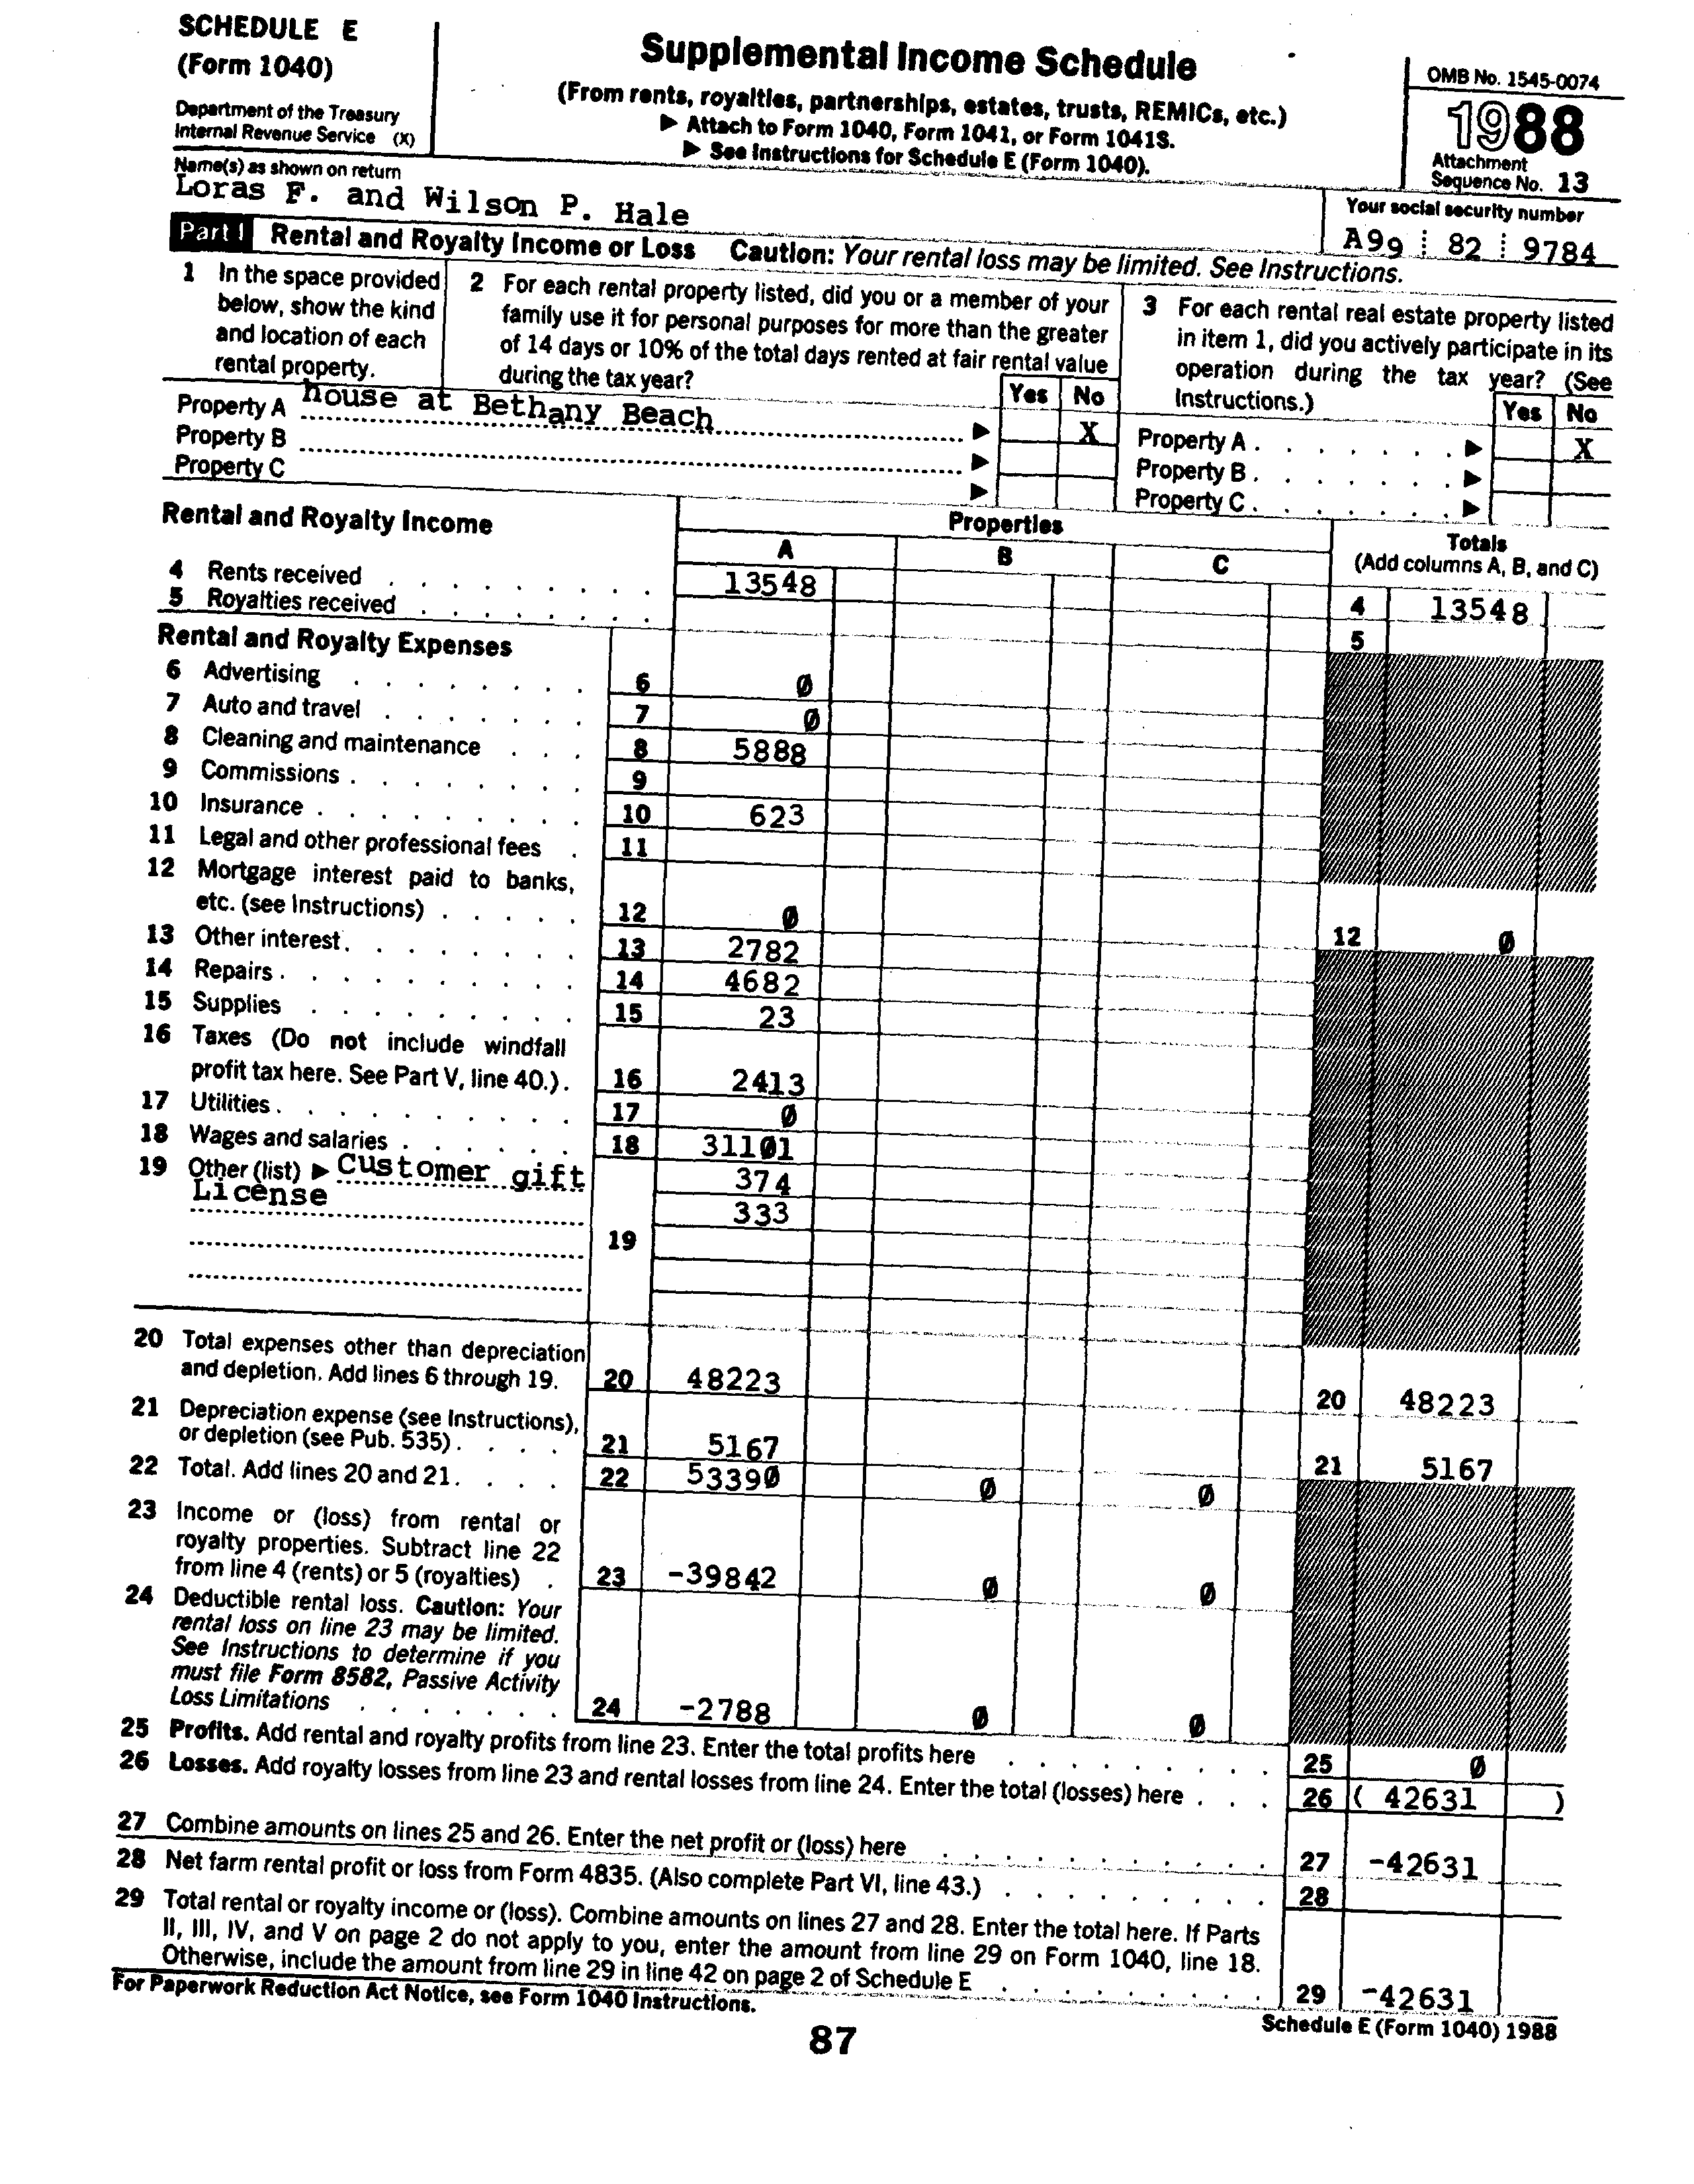 SCHEDULE E
(Form 1040)
Department of the Treasury
Internal Revenue Service (X)
Supplemental Income Schedule
(From rents, royalties, partnerships, estates, trusts, REMICs, etc.)
▶ Attach to Form 1040, Form 1041, or Form 1041S.
▶ See Instructions for Schedule E (Form 1040).
OMB No. 1545-0074
1988
Attachment
Sequence No. 13
Name(s) as shown on return
Loras F. and Wilson P. Hale
Your social security number
A99 82 9784
Part I Rental and Royalty Income or Loss Caution: Your rental loss may be limited. See Instructions.
1 In the space provided
below, show the kind
and location of each
rental property.
2 For each rental property listed, did you or a member of your
family use it for personal purposes for more than the greater
of 14 days or 10% of the total days rented at fair rental value
during the tax year?
Yes No
3 For each rental real estate property listed
in item 1, did you actively participate in its
operation during the tax year? (See
Instructions.)
Yes No
Property A house at Bethany Beach ▶ X Property A ▶ X
Property B ▶ Property B ▶
Property C ▶ Property C ▶
Rental and Royalty Income
Properties
A B C
Totals
(Add columns A, B, and C)
4 Rents received 13548 4 13548
5 Royalties received 5
Rental and Royalty Expenses
6 Advertising 6 0
7 Auto and travel 7 0
8 Cleaning and maintenance 8 5888
9 Commissions 9
10 Insurance 10 623
11 Legal and other professional fees 11
12 Mortgage interest paid to banks,
etc. (see Instructions) 12 0 12 0
13 Other interest 13 2782
14 Repairs 14 4682
15 Supplies 15 23
16 Taxes (Do not include windfall
profit tax here. See Part V, line 40.) 16 2413
17 Utilities 17 0
18 Wages and salaries 18 31101
19 Other (list) ▶ Customer gift 374
License 333
19
20 Total expenses other than depreciation
and depletion. Add lines 6 through 19. 20 48223 20 48223
21 Depreciation expense (see Instructions),
or depletion (see Pub. 535) 21 5167 21 5167
22 Total. Add lines 20 and 21 22 53390 0 0
23 Income or (loss) from rental or
royalty properties. Subtract line 22
from line 4 (rents) or 5 (royalties) 23 -39842 0 0
24 Deductible rental loss. Caution: Your
rental loss on line 23 may be limited.
See Instructions to determine if you
must file Form 8582, Passive Activity
Loss Limitations 24 -2788 0 0
25 Profits. Add rental and royalty profits from line 23. Enter the total profits here 25 0
26 Losses. Add royalty losses from line 23 and rental losses from line 24. Enter the total (losses) here 26 ( 42631 )
27 Combine amounts on lines 25 and 26. Enter the net profit or (loss) here 27 -42631
28 Net farm rental profit or loss from Form 4835. (Also complete Part VI, line 43.) 28
29 Total rental or royalty income or (loss). Combine amounts on lines 27 and 28. Enter the total here. If Parts
II, III, IV, and V on page 2 do not apply to you, enter the amount from line 29 on Form 1040, line 18.
Otherwise, include the amount from line 29 in line 42 on page 2 of Schedule E 29 -42631
For Paperwork Reduction Act Notice, see Form 1040 Instructions.
Schedule E (Form 1040) 1988
87